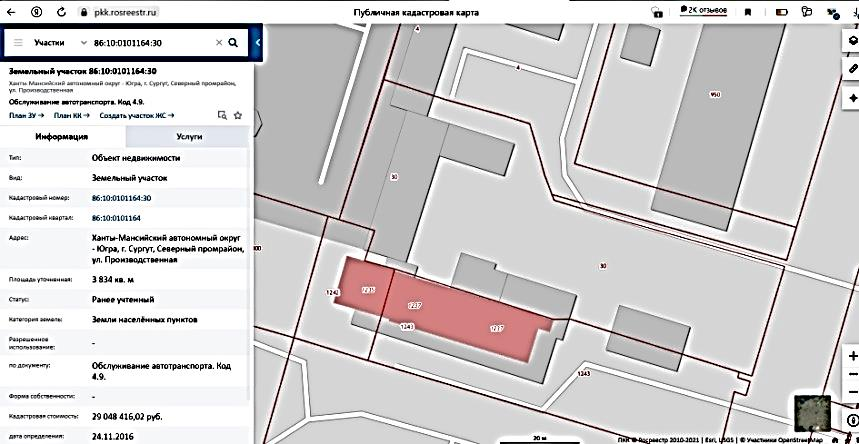 pkk.rosreestr.ru
Публичная кадастровая карта
2K отзывов
Участки
86:10:0101164:30
Земельный участок 86:10:0101164:30
Ханты-Мансийский автономный округ - Югра, г. Сургут, Северный промрайон,
ул. Производственная
Обслуживание автотранспорта. Код 4.9.
План ЗУ →
План КК →
Создать участок ЖС →
Информация
Услуги
Тип:
Объект недвижимости
Вид:
Земельный участок
Кадастровый номер:
86:10:0101164:30
Кадастровый квартал:
86:10:0101164
Адрес:
Ханты-Мансийский автономный округ
- Югра, г. Сургут, Северный промрайон,
ул. Производственная
Площадь уточненная:
3 834 кв. м
Статус:
Ранее учтенный
Категория земель:
Земли населённых пунктов
Разрешенное
использование:
-
по документу:
Обслуживание автотранспорта. Код
4.9.
Форма собственности:
-
Кадастровая стоимость:
29 048 416,02 руб.
дата определения:
24.11.2016
4
4
950
30
30
1242
1237
1237
1243
1243
20 м
ПКК © Росреестр 2010-2021 | Esri, USGS | © Участники OpenStreetMap